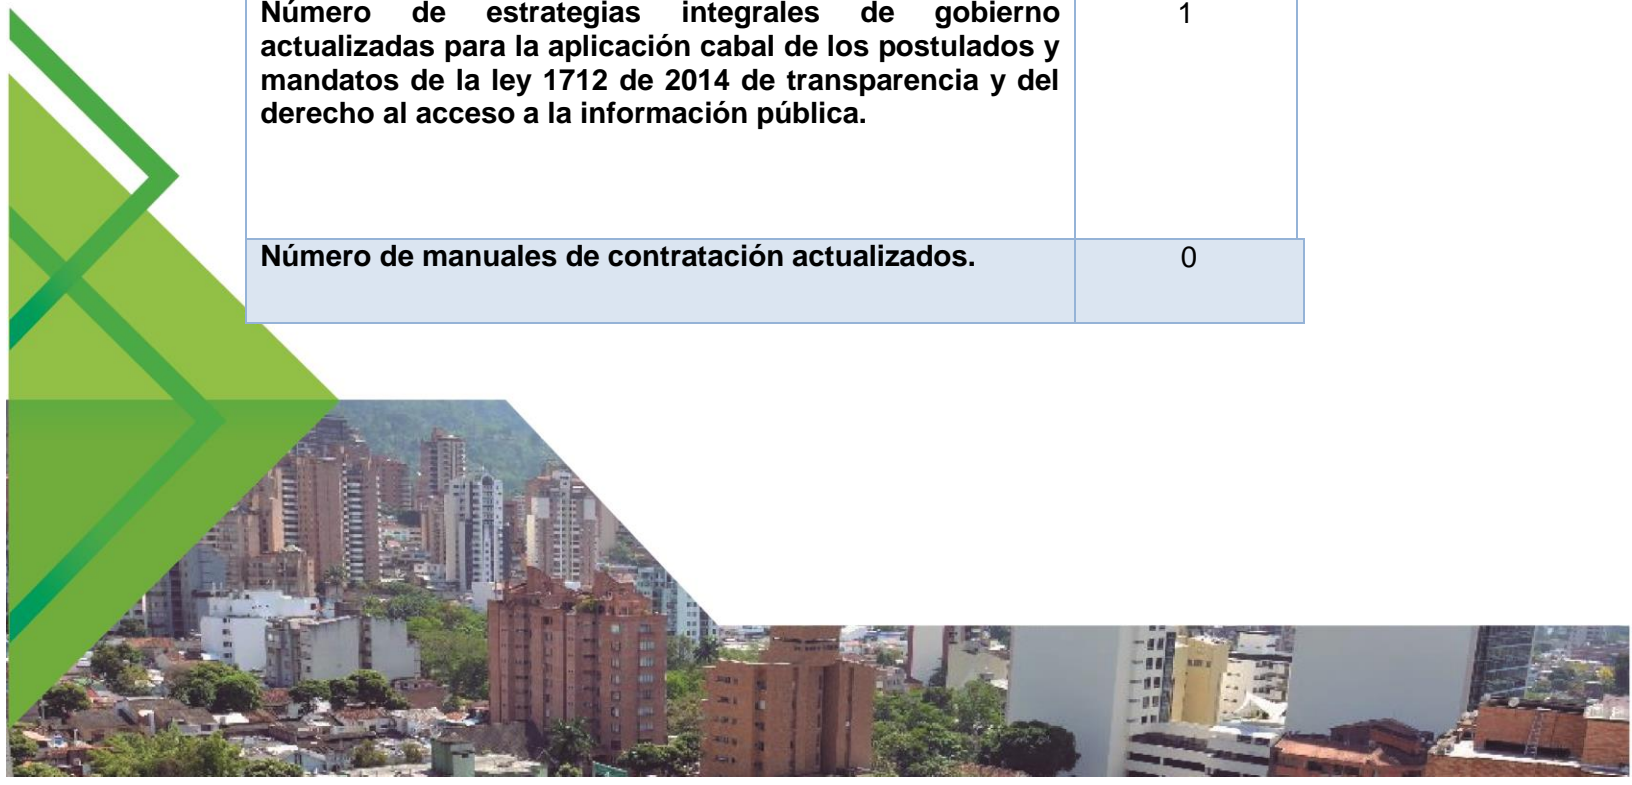 Número de estrategias integrales de gobierno 1
actualizadas para la aplicación cabal de los postulados y
mandatos de la ley 1712 de 2014 de transparencia y del
derecho al acceso a la información pública.
Número de manuales de contratación actualizados. 0